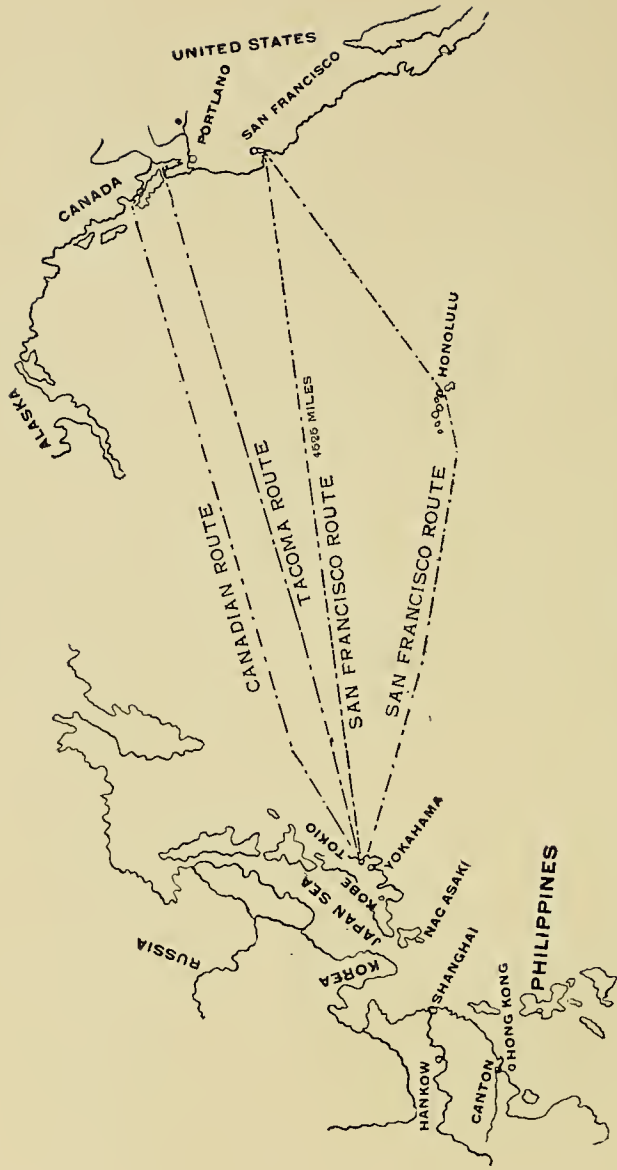 ALASKA
CANADA
UNITED STATES
PORTLAND
SAN FRANCISCO
CANADIAN ROUTE
TACOMA ROUTE
4525 MILES
SAN FRANCISCO ROUTE
SAN FRANCISCO ROUTE
HONOLULU
RUSSIA
JAPAN SEA
TOKIO
KOBE
YOKAHAMA
KOREA
NAGASAKI
SHANGHAI
HANKOW
CANTON
HONG KONG
PHILIPPINES